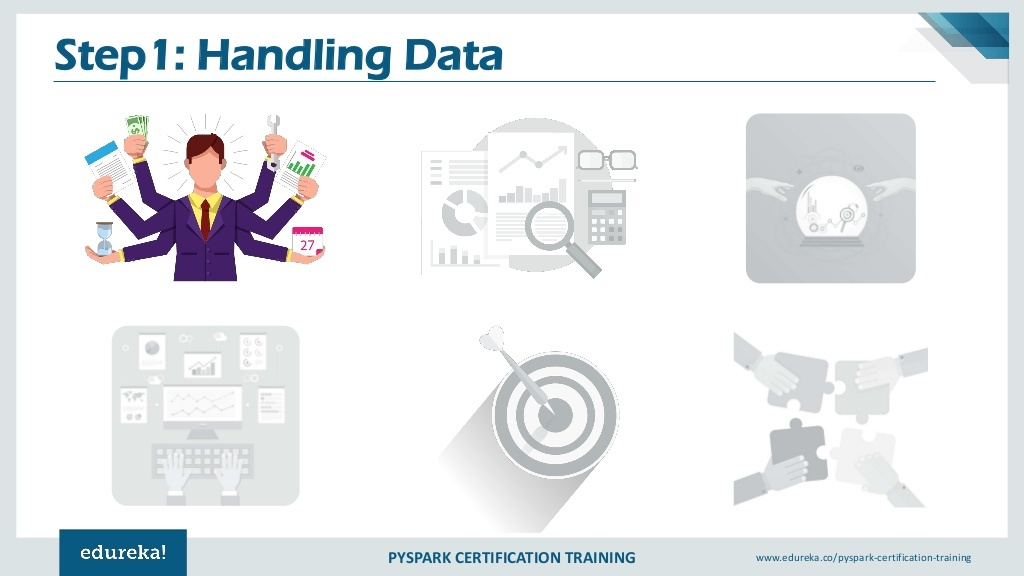 Step1: Handling Data
27
edureka!
PYSPARK CERTIFICATION TRAINING
www.edureka.co/pyspark-certification-training